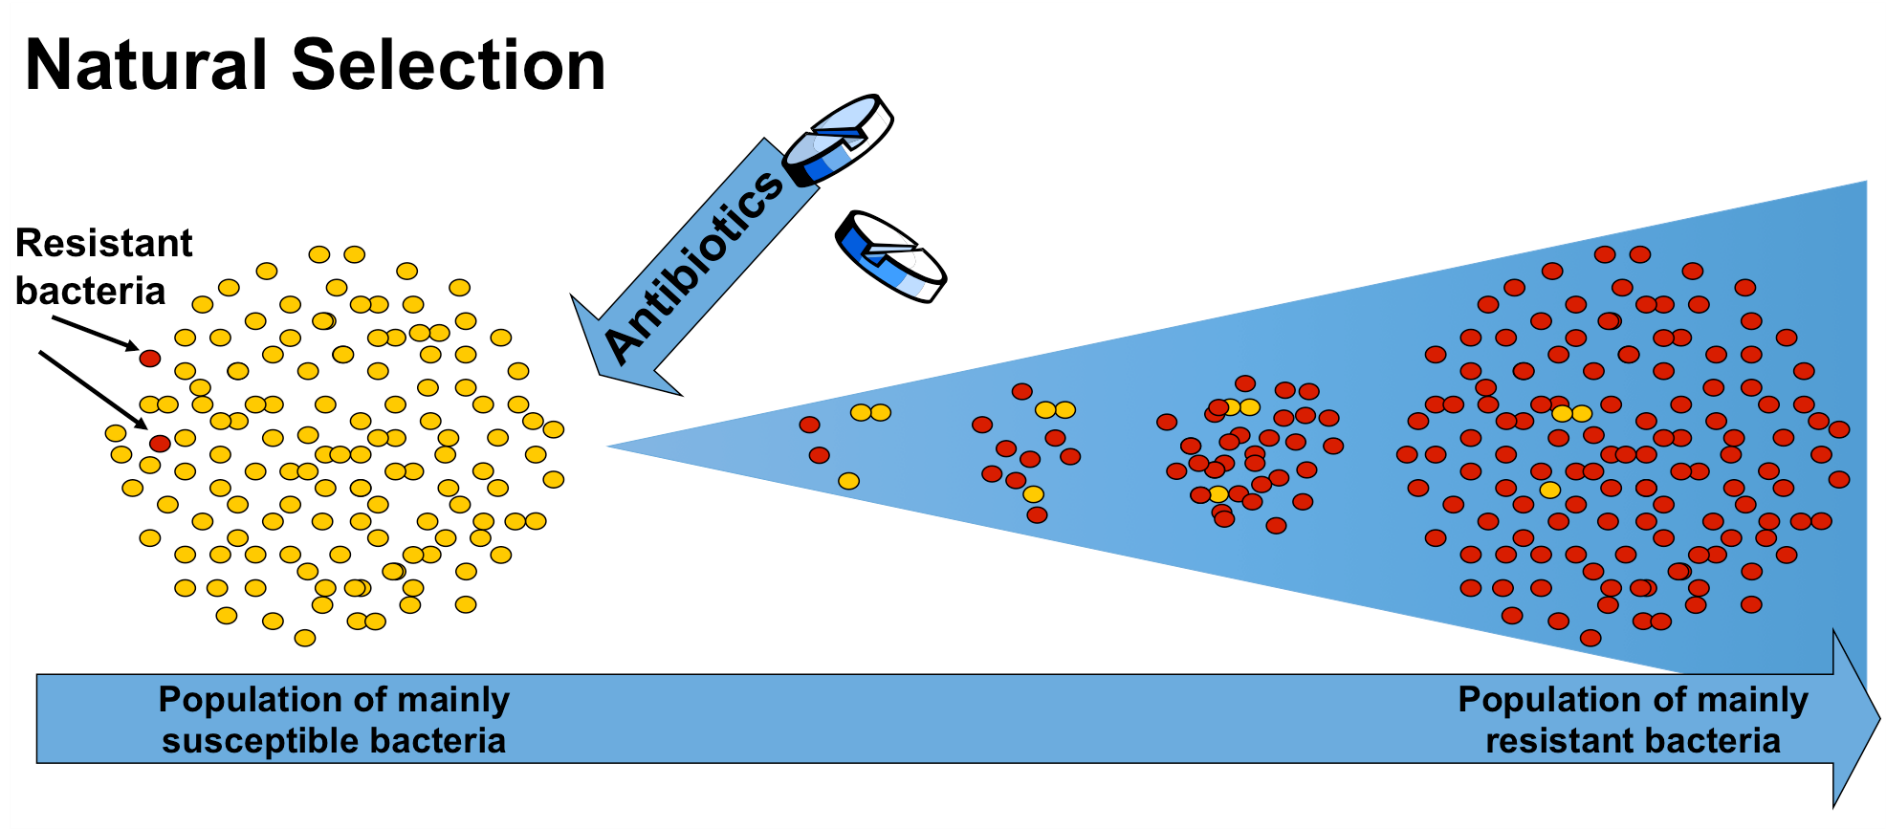 Natural Selection
Antibiotics
Resistant
bacteria
Population of mainly
susceptible bacteria
Population of mainly
resistant bacteria